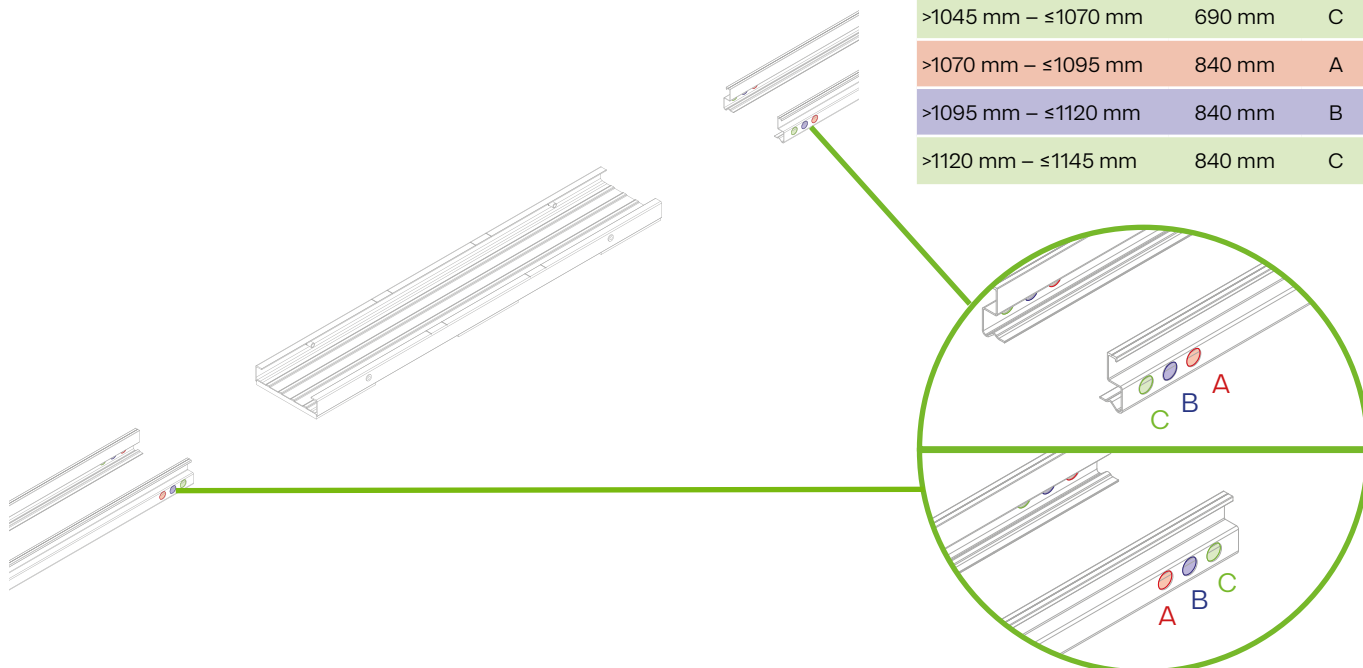 >1045 mm – ≤1070 mm 690 mm C
>1070 mm – ≤1095 mm 840 mm A
>1095 mm – ≤1120 mm 840 mm B
>1120 mm – ≤1145 mm 840 mm C
A
B
C
A
B
C